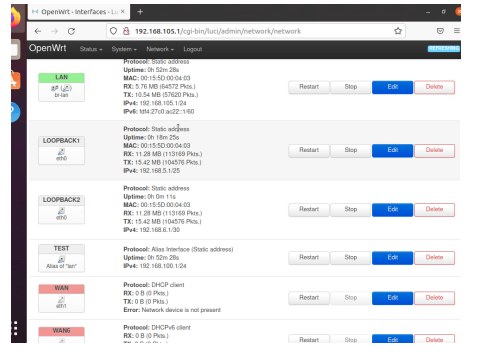 OpenWrt - Interfaces - Lu
192.168.105.1/cgi-bin/luci/admin/network/network
OpenWrt Status System Network Logout REFRESHING
LAN
br-lan
Protocol: Static address
Uptime: 0h 52m 28s
MAC: 00:15:5D:00:04:03
RX: 5.76 MB (64572 Pkts.)
TX: 10.54 MB (57620 Pkts.)
IPv4: 192.168.105.1/24
IPv6: fd14:27c0:ac22::1/60
Restart Stop Edit Delete
LOOPBACK1
eth0
Protocol: Static address
Uptime: 0h 18m 25s
MAC: 00:15:5D:00:04:03
RX: 11.28 MB (113169 Pkts.)
TX: 15.42 MB (104576 Pkts.)
IPv4: 192.168.5.1/25
Restart Stop Edit Delete
LOOPBACK2
eth0
Protocol: Static address
Uptime: 0h 0m 11s
MAC: 00:15:5D:00:04:03
RX: 11.28 MB (113169 Pkts.)
TX: 15.42 MB (104576 Pkts.)
IPv4: 192.168.6.1/30
Restart Stop Edit Delete
TEST
Alias of "lan"
Protocol: Alias Interface (Static address)
Uptime: 0h 52m 28s
IPv4: 192.168.100.1/24
Restart Stop Edit Delete
WAN
eth1
Protocol: DHCP client
RX: 0 B (0 Pkts.)
TX: 0 B (0 Pkts.)
Error: Network device is not present
Restart Stop Edit Delete
WAN6
Protocol: DHCPv6 client
RX: 0 B (0 Pkts.)
TX: 0 B (0 Pkts.)
Restart Stop Edit Delete